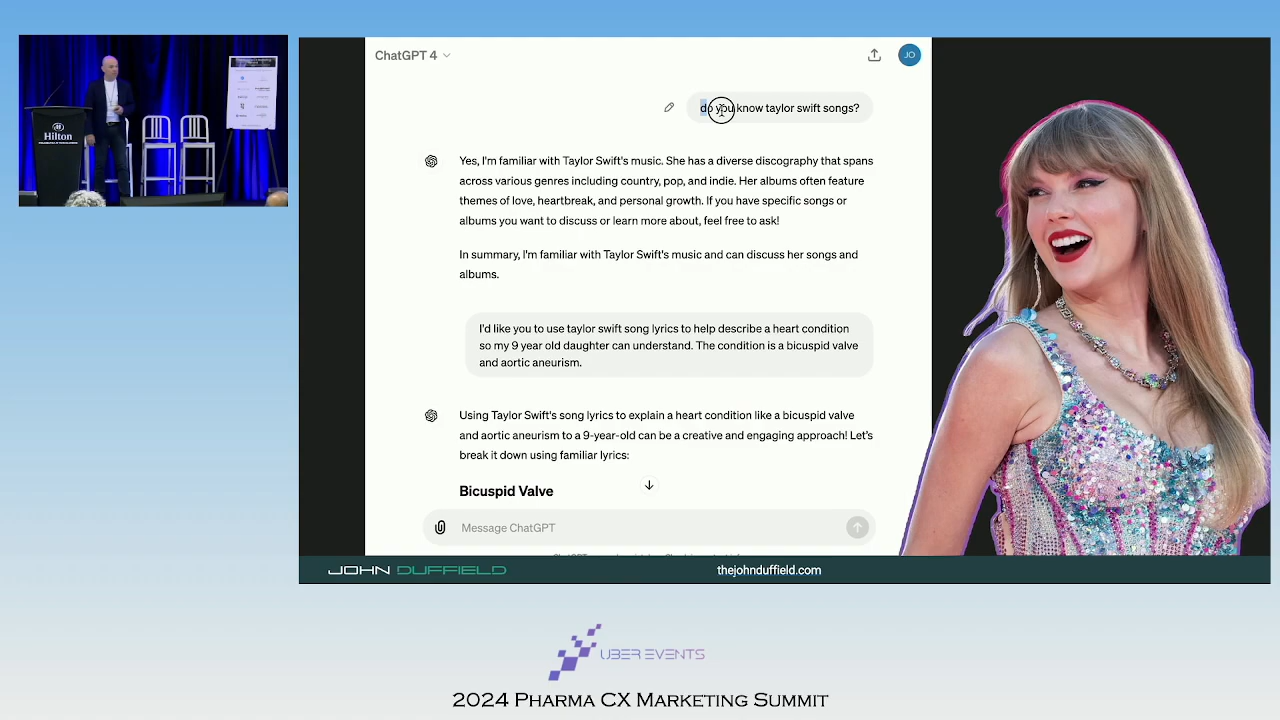 Hilton
ChatGPT 4
JO
do you know taylor swift songs?
Yes, I'm familiar with Taylor Swift's music. She has a diverse discography that spans
across various genres including country, pop, and indie. Her albums often feature
themes of love, heartbreak, and personal growth. If you have specific songs or
albums you want to discuss or learn more about, feel free to ask!
In summary, I'm familiar with Taylor Swift's music and can discuss her songs and
albums.
I'd like you to use taylor swift song lyrics to help describe a heart condition
so my 9 year old daughter can understand. The condition is a bicuspid valve
and aortic aneurism.
Using Taylor Swift's song lyrics to explain a heart condition like a bicuspid valve
and aortic aneurism to a 9-year-old can be a creative and engaging approach! Let's
break it down using familiar lyrics:
Bicuspid Valve
Message ChatGPT
JOHN DUFFIELD
thejohnduffield.com
UBER EVENTS
2024 Pharma CX Marketing Summit